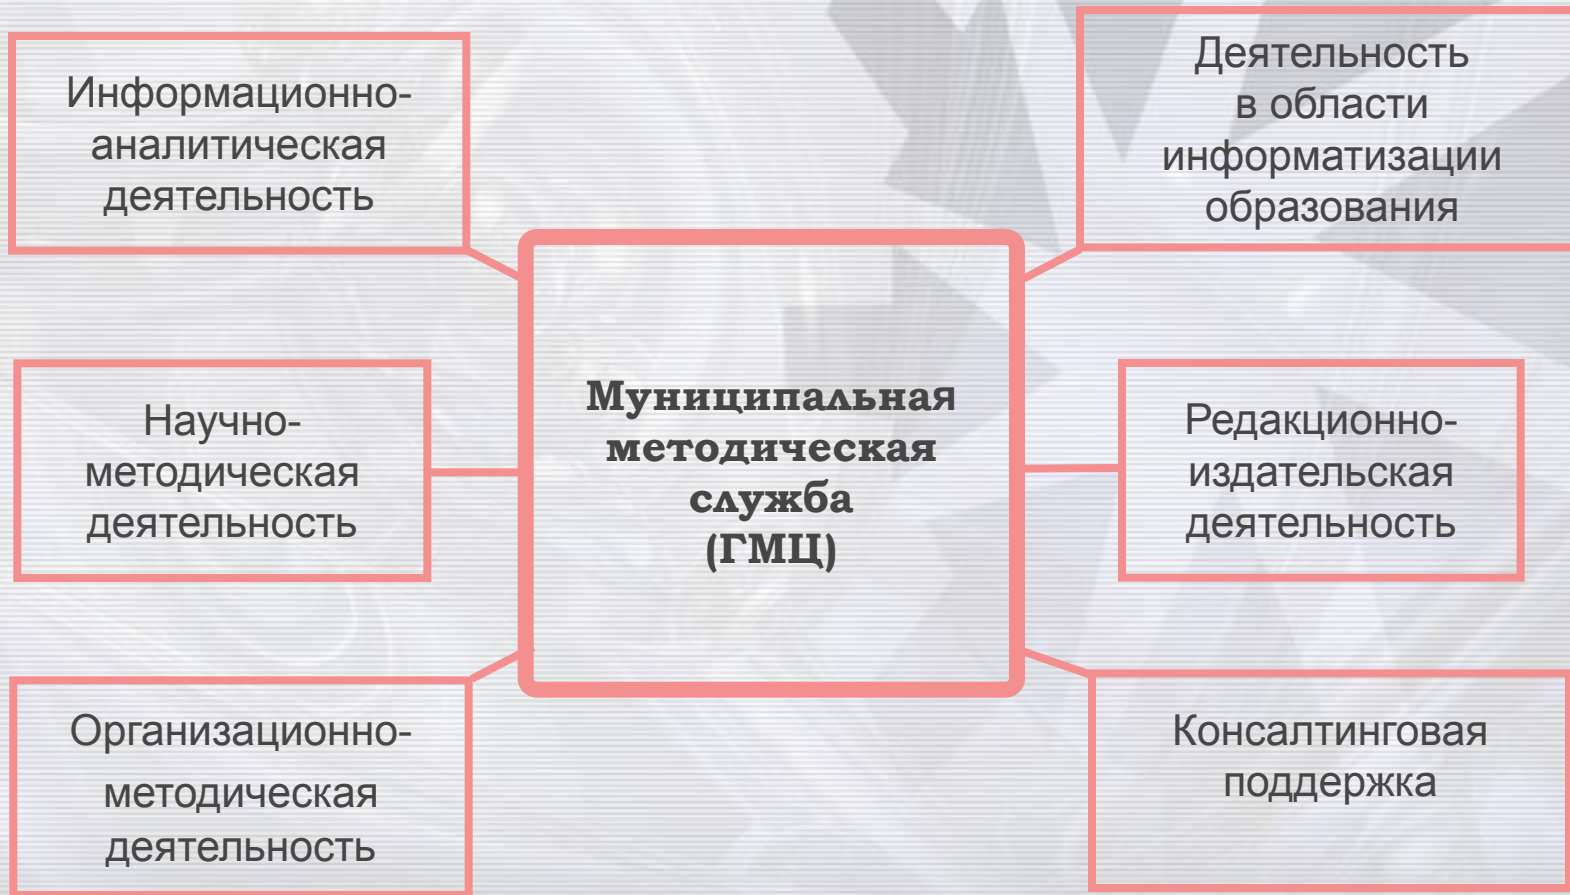 Информационно-
аналитическая
деятельность
Деятельность
в области
информатизации
образования
Научно-
методическая
деятельность
Муниципальная
методическая
служба
(ГМЦ)
Редакционно-
издательская
деятельность
Организационно-
методическая
деятельность
Консалтинговая
поддержка